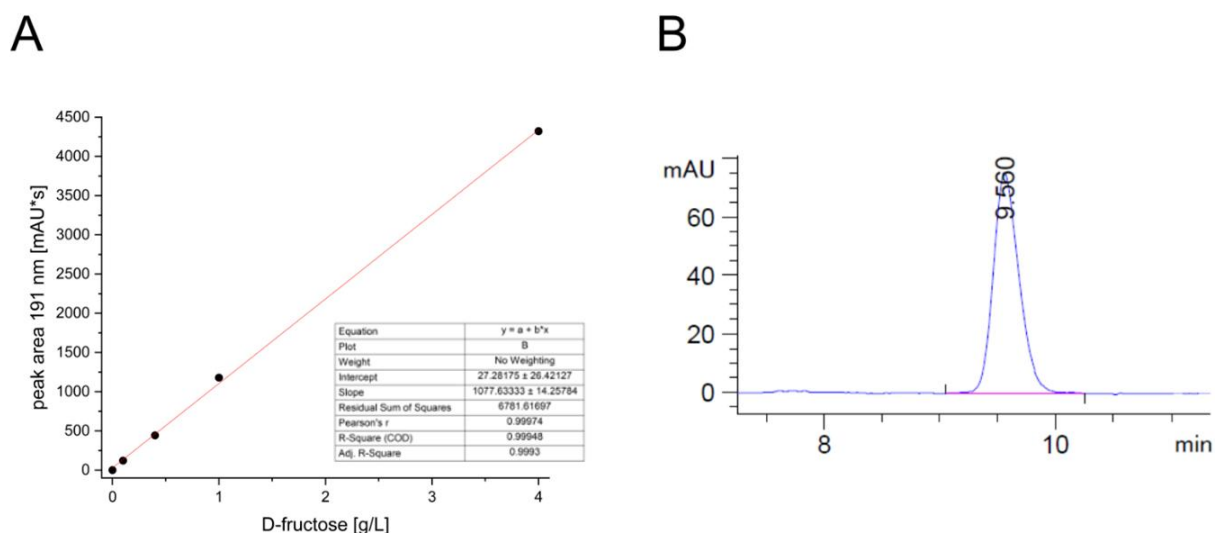 A
B
4500
4000
3500
3000
2500
2000
1500
1000
500
0
peak area 191 nm [mAU*s]
0 1 2 3 4
D-fructose [g/L]
Equation y = a + b*x
Plot B
Weight No Weighting
Intercept 27.28175 ± 26.42127
Slope 1077.63333 ± 14.25784
Residual Sum of Squares 6781.61697
Pearson's r 0.99974
R-Square (COD) 0.99948
Adj. R-Square 0.9993
mAU
60
40
20
0
9.560
8 10 min